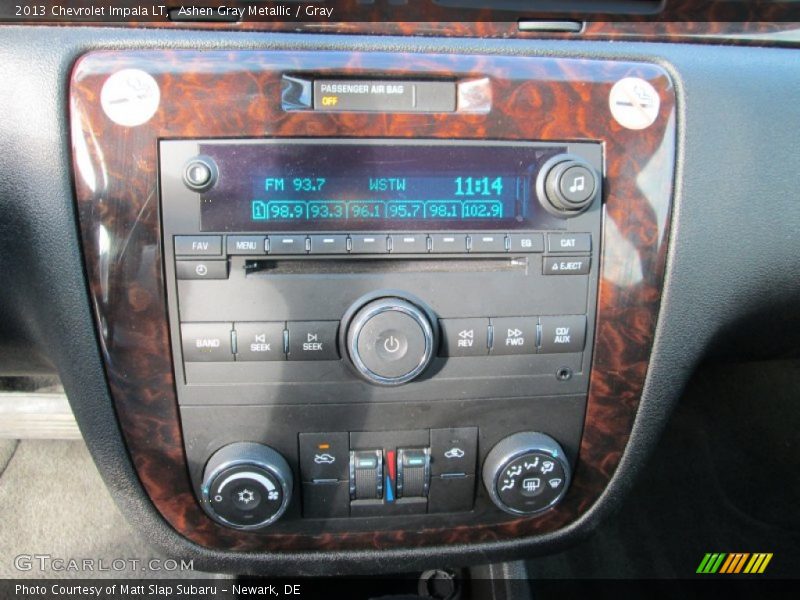 2013 Chevrolet Impala LT, Ashen Gray Metallic / Gray
PASSENGER AIR BAG
OFF
FM 93.7 WSTW 11:14
1 98.9 93.3 96.1 95.7 98.1 102.9
FAV MENU EQ CAT
EJECT
BAND SEEK SEEK REV FWD CD/AUX
GTCARLOT.COM
Photo Courtesy of Matt Slap Subaru - Newark, DE